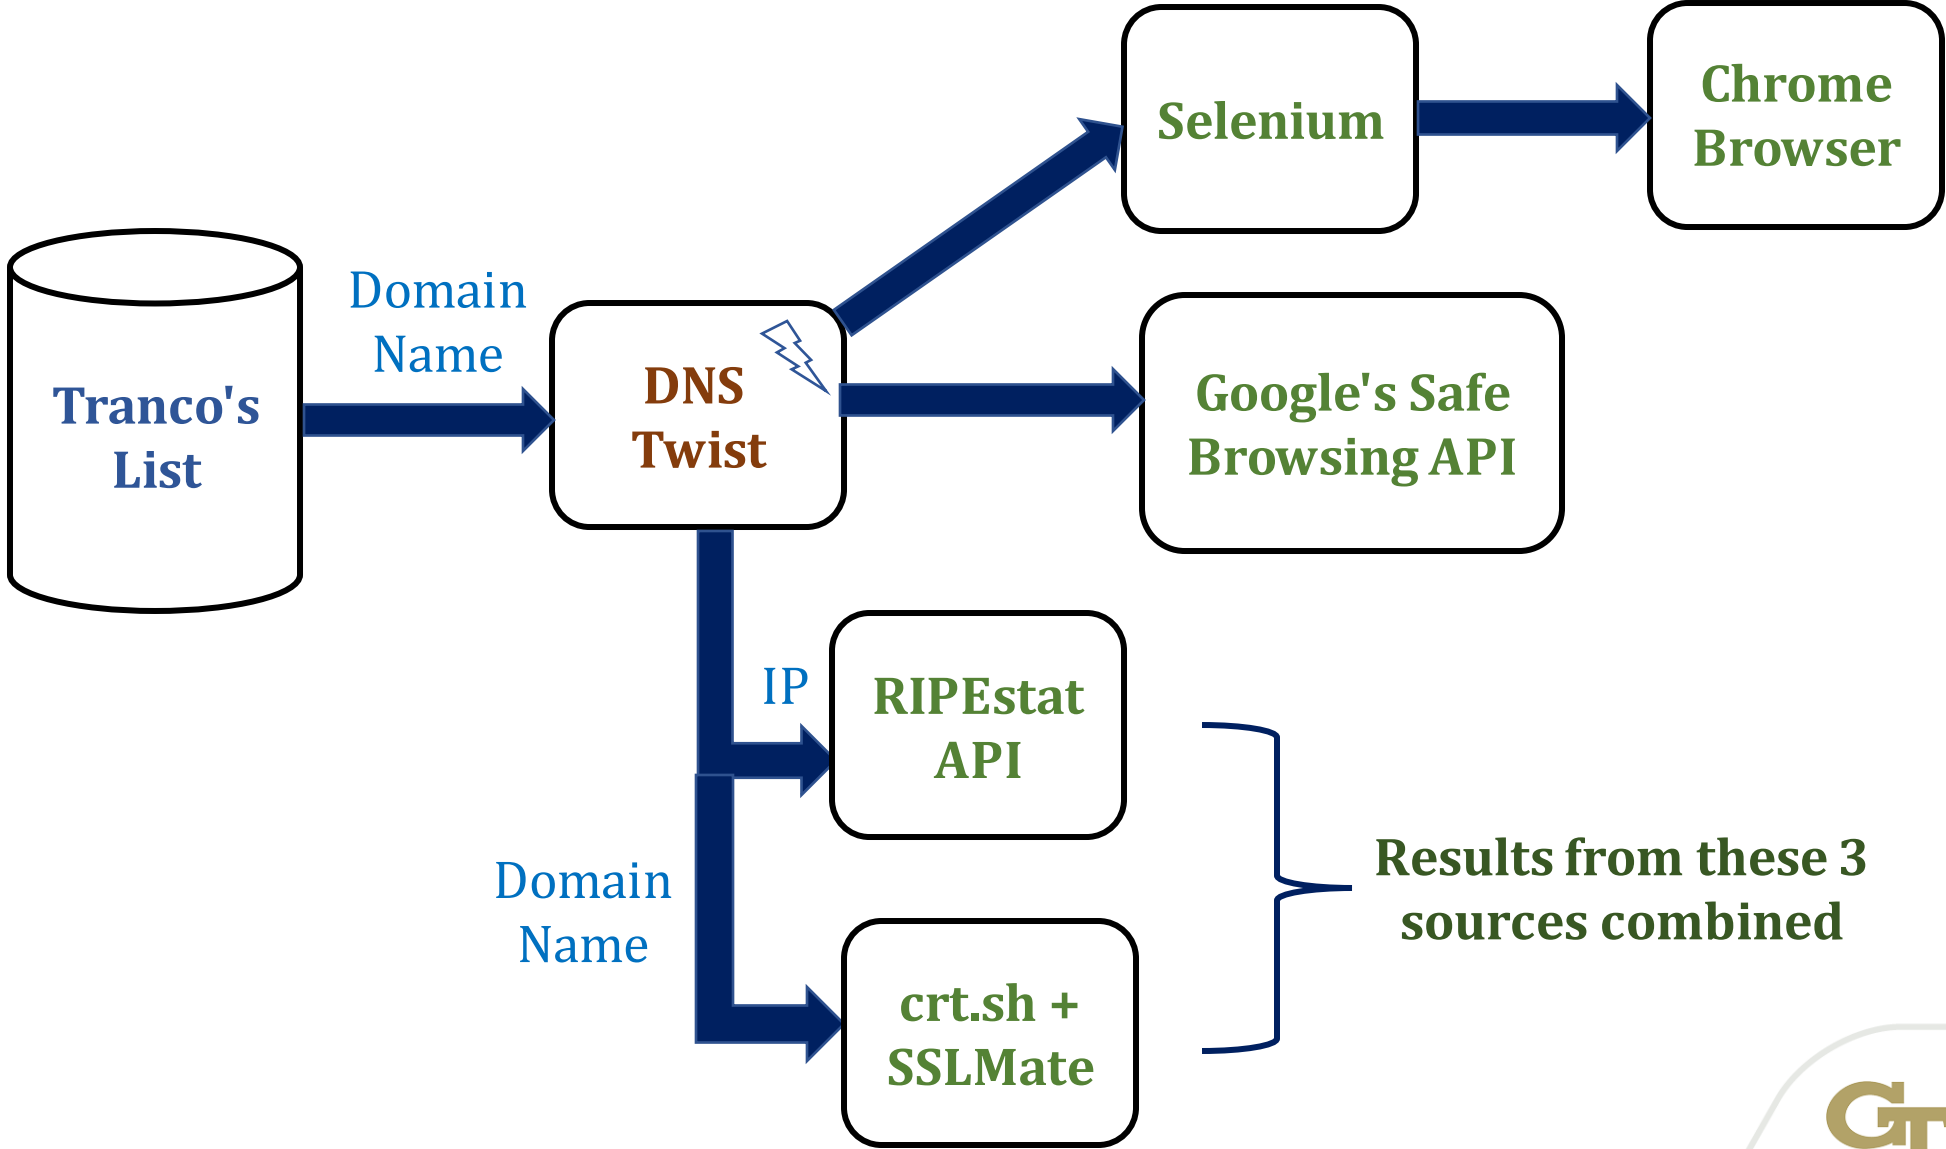 Selenium
Chrome
Browser
Domain
Name
Tranco's
List
DNS
Twist
Google's Safe
Browsing API
IP
RIPEstat
API
Domain
Name
crt.sh +
SSLMate
Results from these 3
sources combined
GT